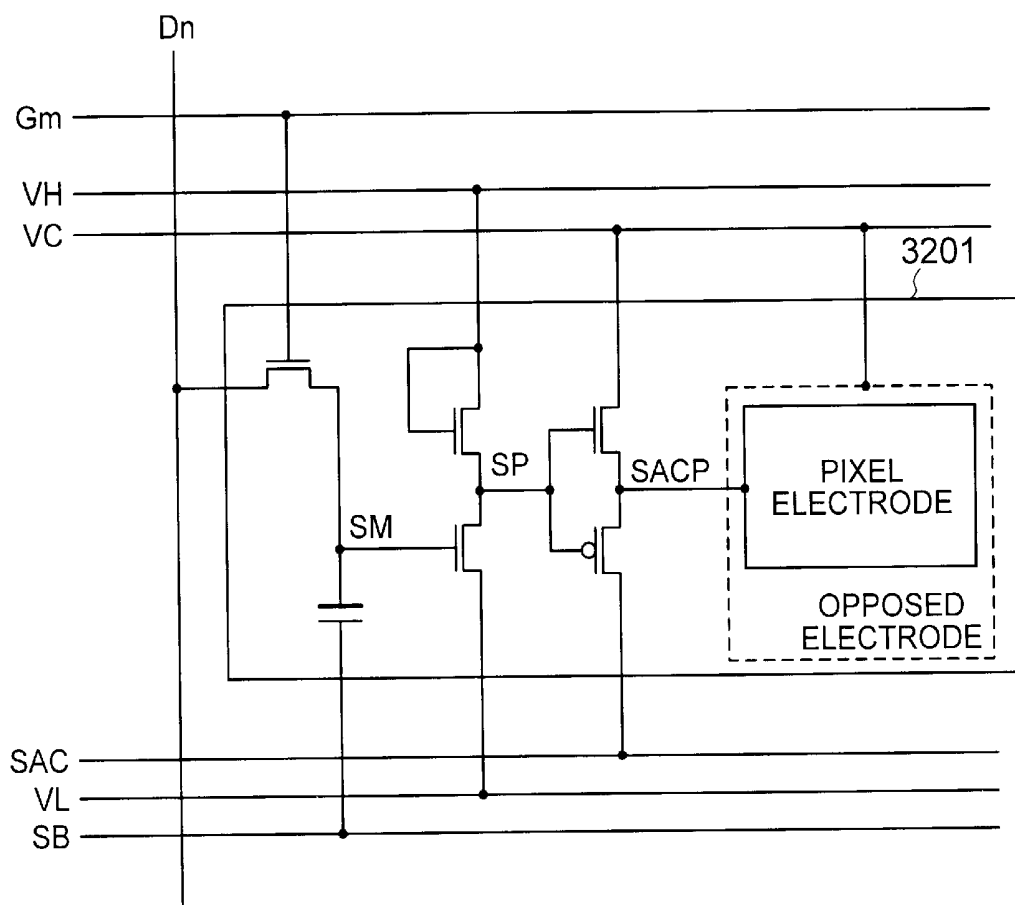 Dn
Gm
VH
VC
3201
SP
SACP
PIXEL
ELECTRODE
SM
OPPOSED
ELECTRODE
SAC
VL
SB